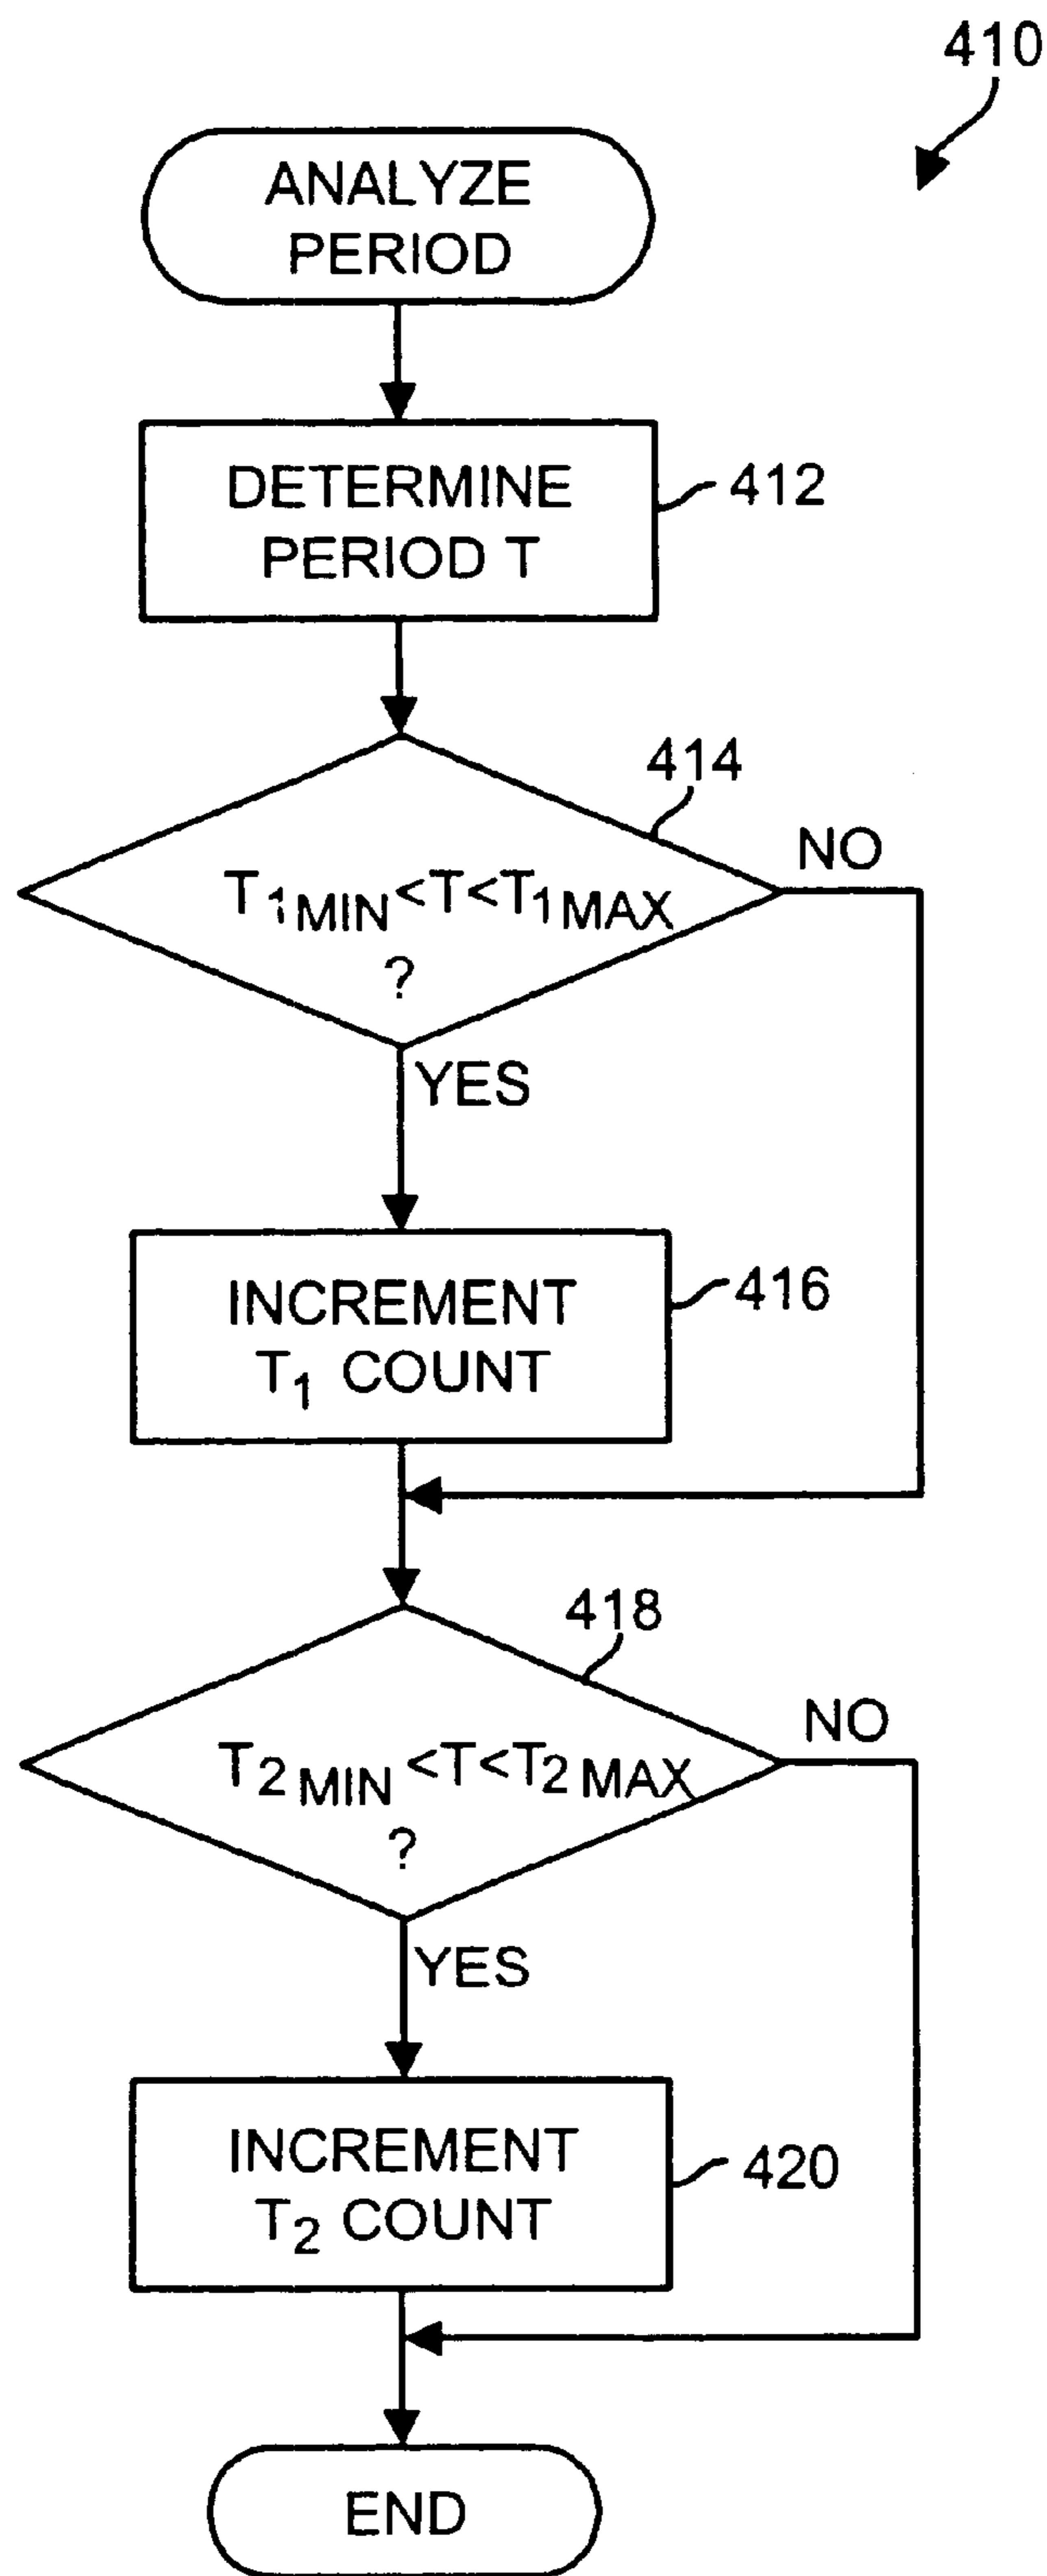 410
ANALYZE
PERIOD
DETERMINE
PERIOD T
412
414
NO
T1MIN<T<T1MAX
?
YES
INCREMENT
T1 COUNT
416
418
NO
T2MIN<T<T2MAX
?
YES
INCREMENT
T2 COUNT
420
END